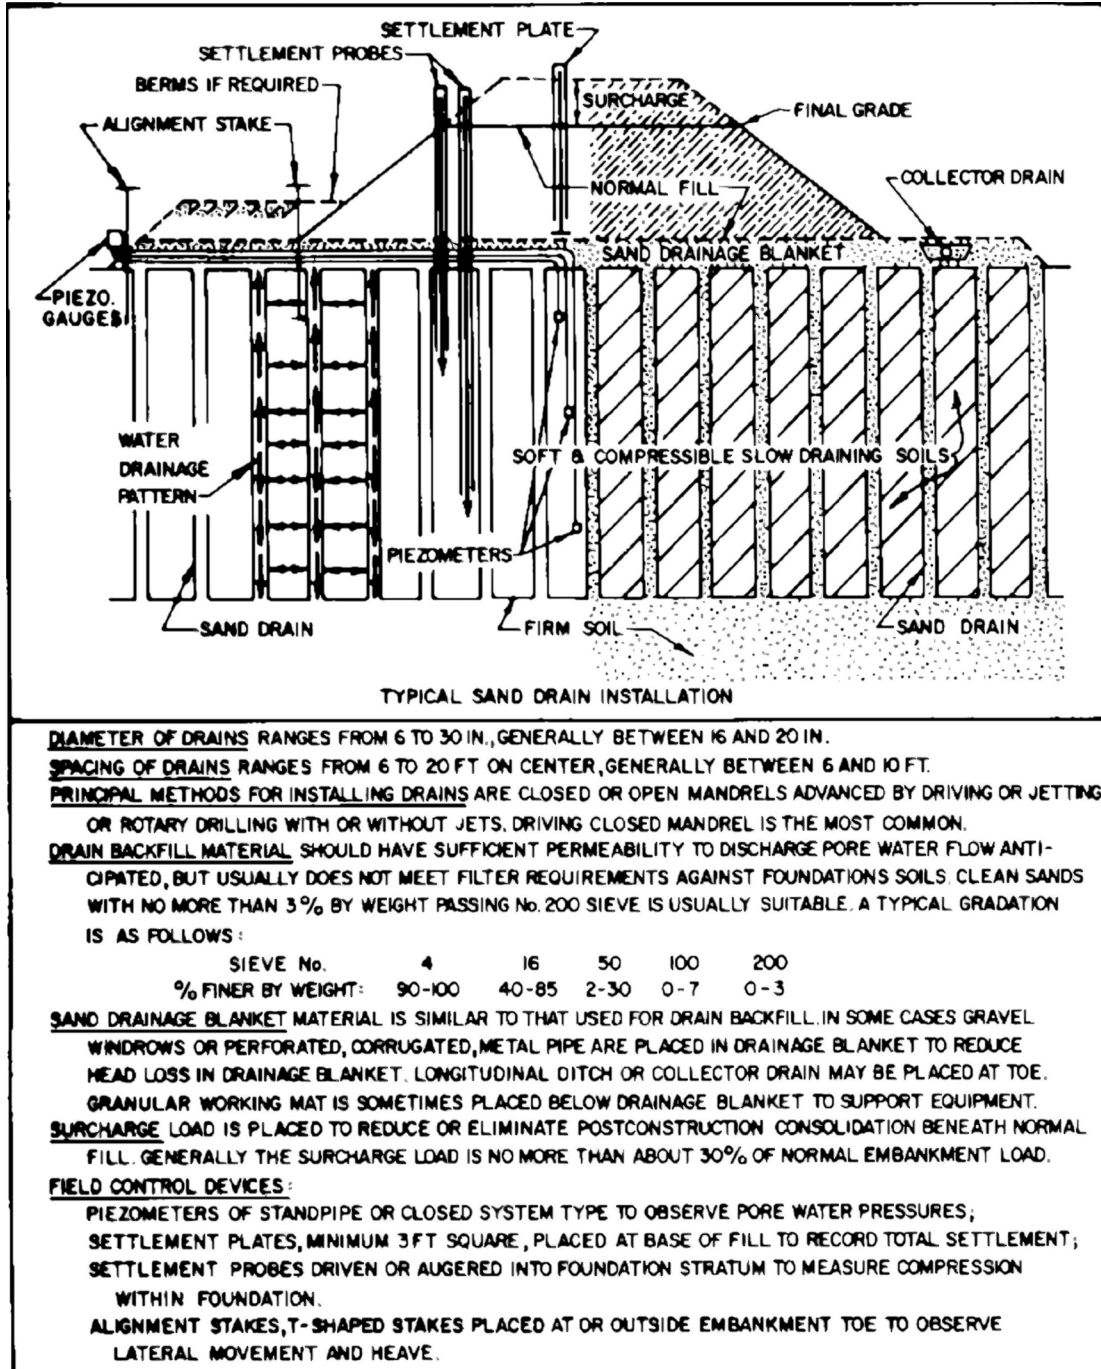 SETTLEMENT PLATE
SETTLEMENT PROBES
BERMS IF REQUIRED
SURCHARGE
FINAL GRADE
ALIGNMENT STAKE
NORMAL FILL
COLLECTOR DRAIN
SAND DRAINAGE BLANKET
PIEZO.
GAUGES
WATER
DRAINAGE
PATTERN
SOFT & COMPRESSIBLE SLOW DRAINING SOILS
PIEZOMETERS
SAND DRAIN
FIRM SOIL
SAND DRAIN
TYPICAL SAND DRAIN INSTALLATION
DIAMETER OF DRAINS RANGES FROM 6 TO 30 IN., GENERALLY BETWEEN 16 AND 20 IN.
SPACING OF DRAINS RANGES FROM 6 TO 20 FT ON CENTER, GENERALLY BETWEEN 6 AND 10 FT.
PRINCIPAL METHODS FOR INSTALLING DRAINS ARE CLOSED OR OPEN MANDRELS ADVANCED BY DRIVING OR JETTING
OR ROTARY DRILLING WITH OR WITHOUT JETS. DRIVING CLOSED MANDREL IS THE MOST COMMON.
DRAIN BACKFILL MATERIAL SHOULD HAVE SUFFICIENT PERMEABILITY TO DISCHARGE PORE WATER FLOW ANTI-
CIPATED, BUT USUALLY DOES NOT MEET FILTER REQUIREMENTS AGAINST FOUNDATIONS SOILS. CLEAN SANDS
WITH NO MORE THAN 3% BY WEIGHT PASSING No. 200 SIEVE IS USUALLY SUITABLE. A TYPICAL GRADATION
IS AS FOLLOWS:
SIEVE No. 4 16 50 100 200
% FINER BY WEIGHT: 90-100 40-85 2-30 0-7 0-3
SAND DRAINAGE BLANKET MATERIAL IS SIMILAR TO THAT USED FOR DRAIN BACKFILL. IN SOME CASES GRAVEL
WINDROWS OR PERFORATED, CORRUGATED, METAL PIPE ARE PLACED IN DRAINAGE BLANKET TO REDUCE
HEAD LOSS IN DRAINAGE BLANKET. LONGITUDINAL DITCH OR COLLECTOR DRAIN MAY BE PLACED AT TOE.
GRANULAR WORKING MAT IS SOMETIMES PLACED BELOW DRAINAGE BLANKET TO SUPPORT EQUIPMENT.
SURCHARGE LOAD IS PLACED TO REDUCE OR ELIMINATE POSTCONSTRUCTION CONSOLIDATION BENEATH NORMAL
FILL. GENERALLY THE SURCHARGE LOAD IS NO MORE THAN ABOUT 30% OF NORMAL EMBANKMENT LOAD.
FIELD CONTROL DEVICES:
PIEZOMETERS OF STANDPIPE OR CLOSED SYSTEM TYPE TO OBSERVE PORE WATER PRESSURES;
SETTLEMENT PLATES, MINIMUM 3FT SQUARE, PLACED AT BASE OF FILL TO RECORD TOTAL SETTLEMENT;
SETTLEMENT PROBES DRIVEN OR AUGERED INTO FOUNDATION STRATUM TO MEASURE COMPRESSION
WITHIN FOUNDATION.
ALIGNMENT STAKES, T-SHAPED STAKES PLACED AT OR OUTSIDE EMBANKMENT TOE TO OBSERVE
LATERAL MOVEMENT AND HEAVE.